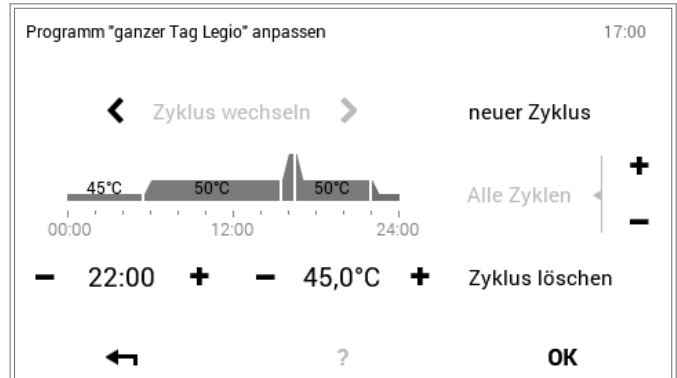 Programm "ganzer Tag Legio" anpassen 17:00
Zyklus wechseln neuer Zyklus
45°C 50°C 50°C
Alle Zyklen
+
−
00:00 12:00 24:00
− 22:00 + − 45,0°C + Zyklus löschen
? OK